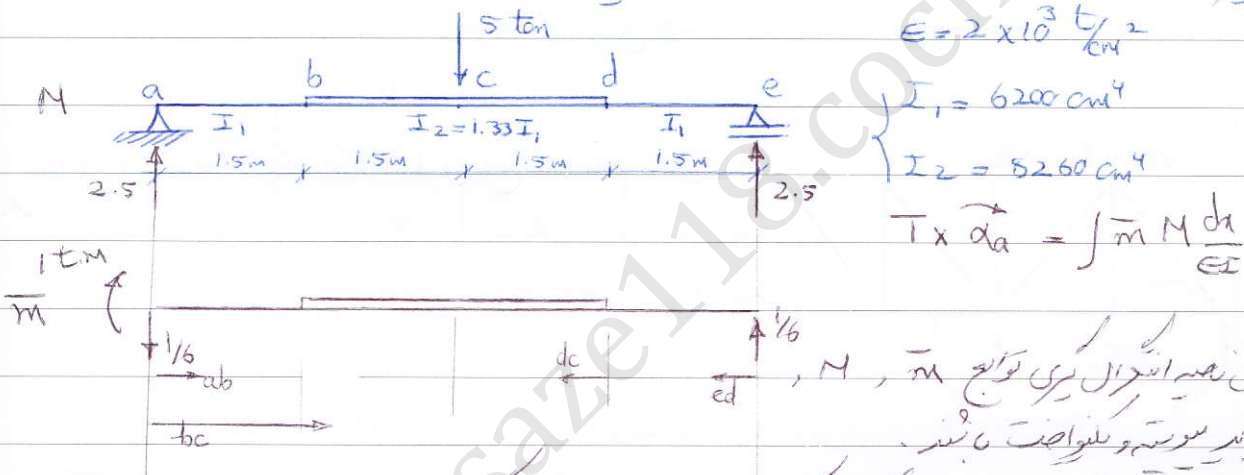 5 ton
E = 2 × 10³ t/cm²
M a b c d e
I₁ I₂ = 1.33 I₁ I₁
I₁ = 6200 cm⁴
1.5m 1.5m 1.5m 1.5m
I₂ = 8260 cm⁴
2.5 2.5
1 × αa = ∫ m̄ M dx/EI
1 t.m
m̄
1/6 1/6
ab dc ed
توابع m̄ , M
bc
saze118.com